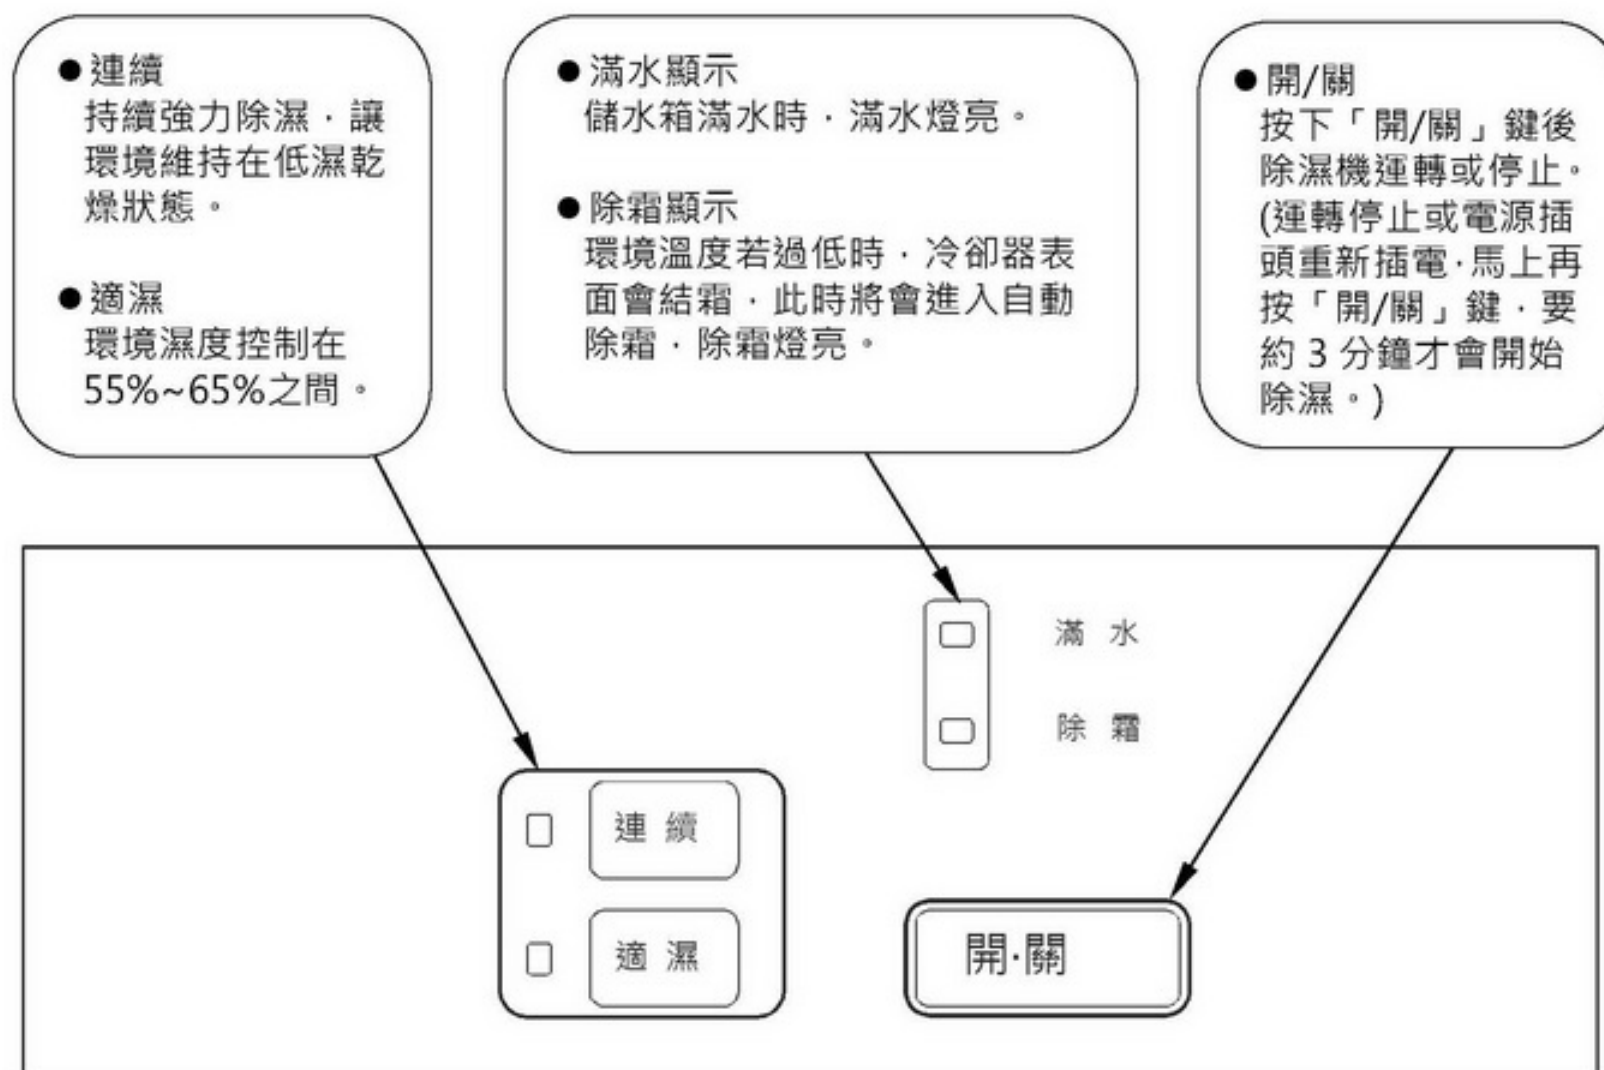 ●連續
持續強力除濕，讓
環境維持在低濕乾
燥狀態。
●適濕
環境濕度控制在
55%~65%之間。
●滿水顯示
儲水箱滿水時，滿水燈亮。
●除霜顯示
環境溫度若過低時，冷卻器表
面會結霜，此時將會進入自動
除霜，除霜燈亮。
●開/關
按下「開/關」鍵後
除濕機運轉或停止。
(運轉停止或電源插
頭重新插電，馬上再
按「開/關」鍵，要
約3分鐘才會開始
除濕。)
滿 水
除 霜
連 續
適 濕
開·關